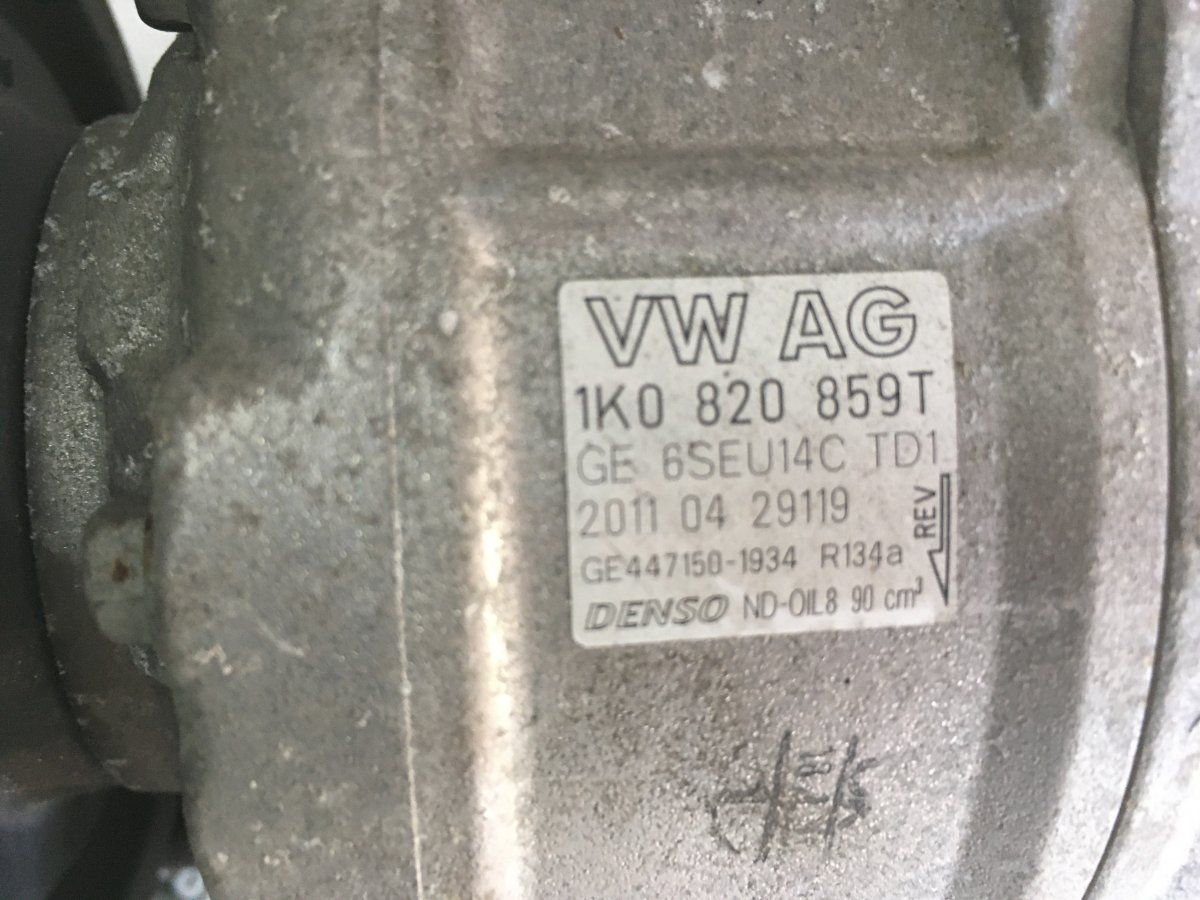 VW AG
1K0 820 859T
GE 6SEU14C TD1
2011 04 29119
REV
GE447150-1934 R134a
DENSO ND-OIL8 90 cm³